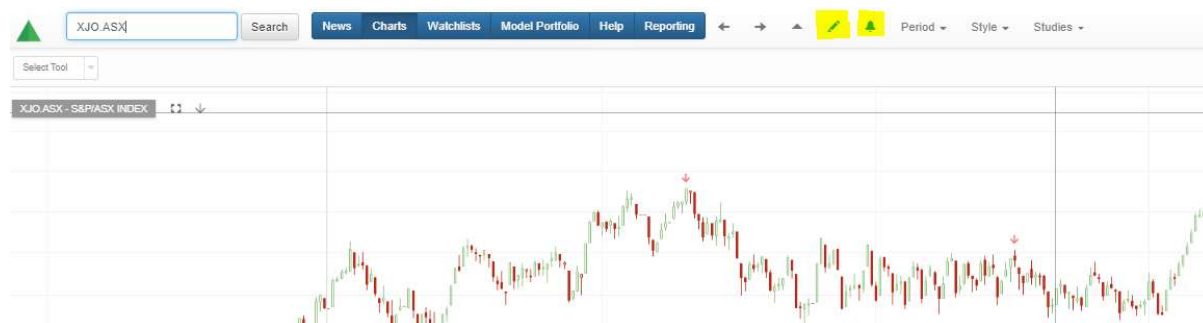 XJO.ASX Search News Charts Watchlists Model Portfolio Help Reporting Period Style Studies
Select Tool
XJO.ASX - S&P/ASX INDEX